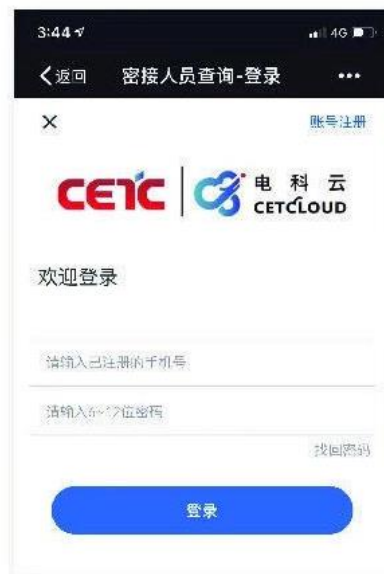 3:44
4G
返回 密接人员查询-登录
账号注册
CETC 电科云
CETCLOUD
欢迎登录
请输入已注册的手机号
请输入6~12位密码
找回密码
登录